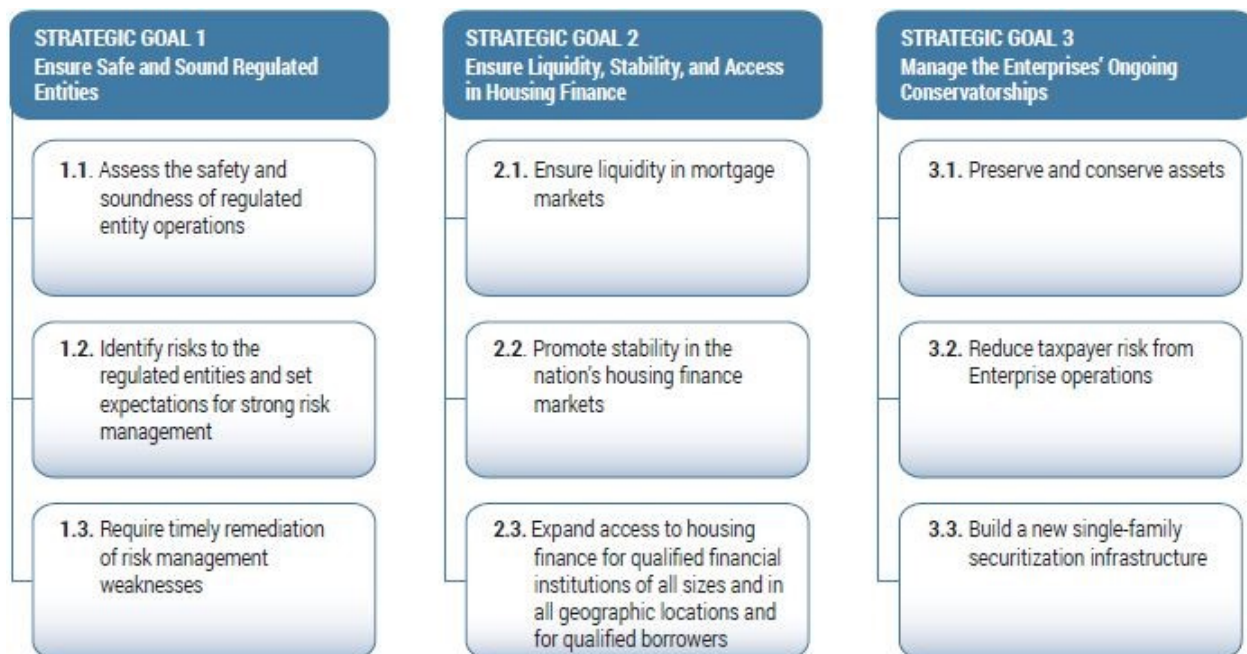 STRATEGIC GOAL 1
Ensure Safe and Sound Regulated
Entities
1.1. Assess the safety and
soundness of regulated
entity operations
1.2. Identify risks to the
regulated entities and set
expectations for strong risk
management
1.3. Require timely remediation
of risk management
weaknesses
STRATEGIC GOAL 2
Ensure Liquidity, Stability, and Access
in Housing Finance
2.1. Ensure liquidity in mortgage
markets
2.2. Promote stability in the
nation's housing finance
markets
2.3. Expand access to housing
finance for qualified financial
institutions of all sizes and in
all geographic locations and
for qualified borrowers
STRATEGIC GOAL 3
Manage the Enterprises' Ongoing
Conservatorships
3.1. Preserve and conserve assets
3.2. Reduce taxpayer risk from
Enterprise operations
3.3. Build a new single-family
securitization infrastructure